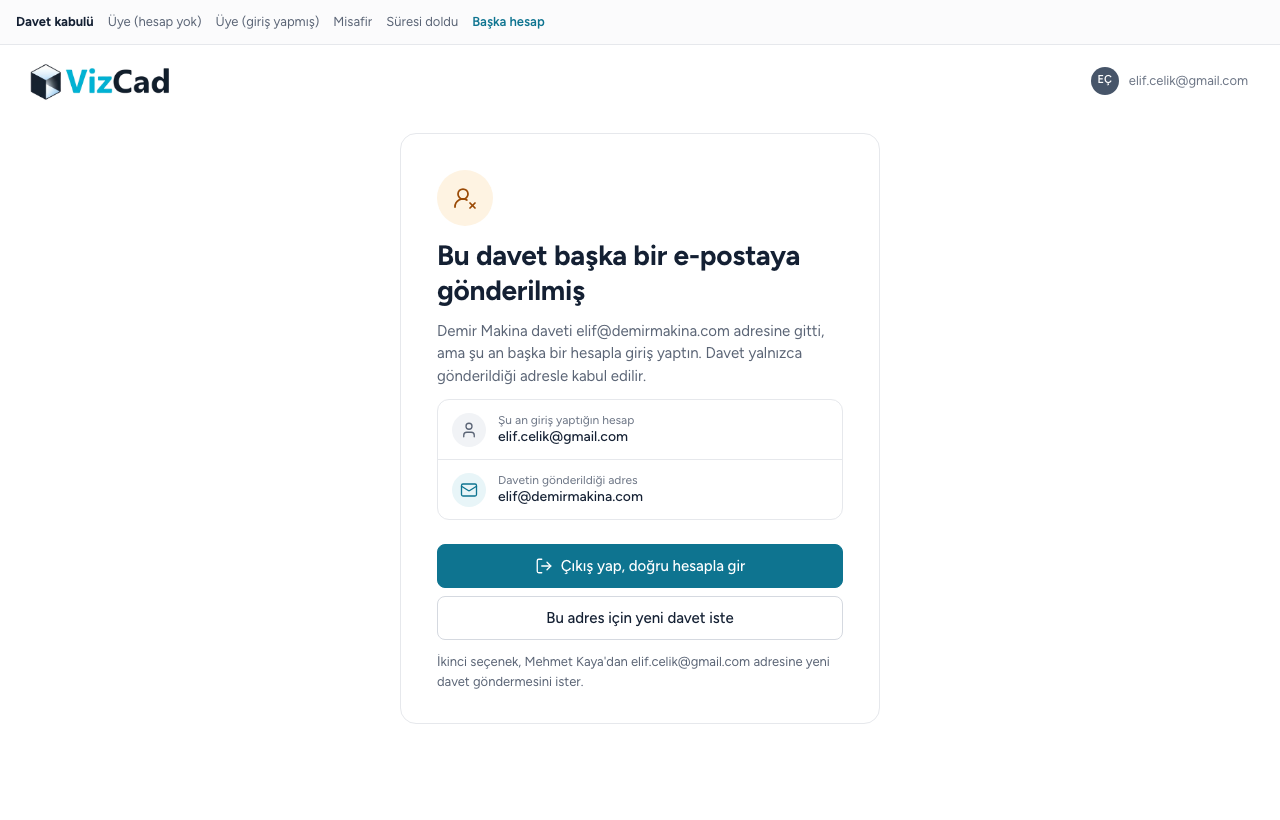 Davet kabulü Üye (hesap yok) Üye (giriş yapmış) Misafir Süresi doldu Başka hesap
VizCad
EÇ elif.celik@gmail.com
Bu davet başka bir e-postaya
gönderilmiş
Demir Makina daveti elif@demirmakina.com adresine gitti,
ama şu an başka bir hesapla giriş yaptın. Davet yalnızca
gönderildiği adresle kabul edilir.
Şu an giriş yaptığın hesap
elif.celik@gmail.com
Davetin gönderildiği adres
elif@demirmakina.com
Çıkış yap, doğru hesapla gir
Bu adres için yeni davet iste
İkinci seçenek, Mehmet Kaya'dan elif.celik@gmail.com adresine yeni
davet göndermesini ister.